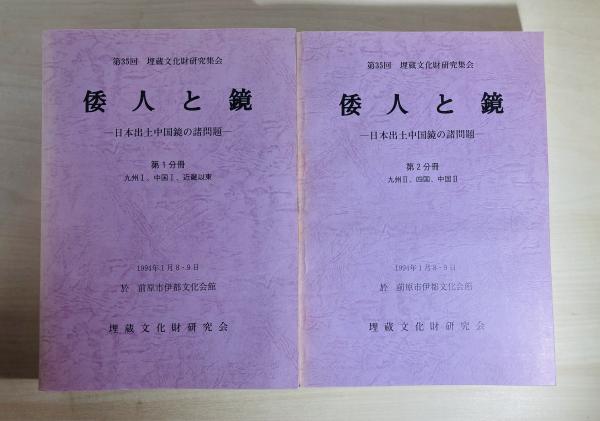 第35回 埋蔵文化財研究集会
倭人と鏡
―日本出土中国鏡の諸問題―
第1分冊
九州Ⅰ、中国Ⅰ、近畿以東
1994年1月8・9日
於 前原市伊都文化会館
埋蔵文化財研究会
第35回 埋蔵文化財研究集会
倭人と鏡
―日本出土中国鏡の諸問題―
第2分冊
九州Ⅱ、四国、中国Ⅱ
1994年1月8・9日
於 前原市伊都文化会館
埋蔵文化財研究会